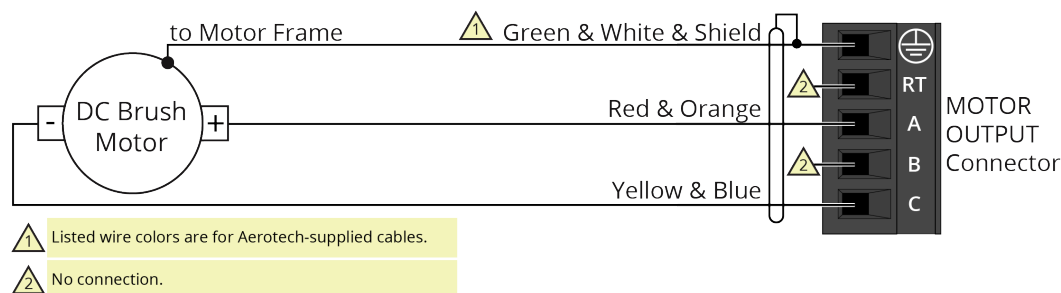 to Motor Frame
1 Green & White & Shield
DC Brush
Motor
-
+
2 RT
Red & Orange
A
MOTOR
OUTPUT
Connector
2 B
Yellow & Blue
C
1 Listed wire colors are for Aerotech-supplied cables.
2 No connection.